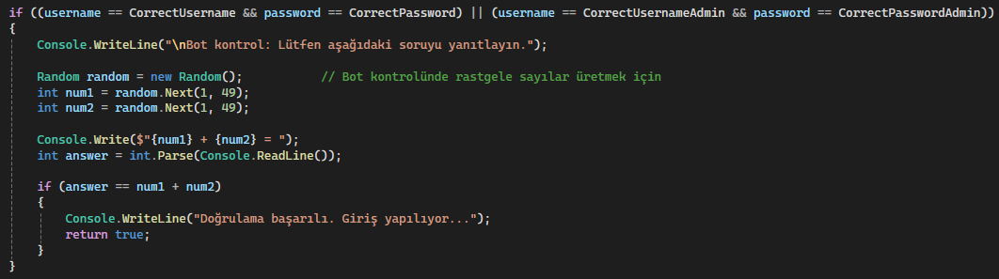 if ((username == CorrectUsername && password == CorrectPassword) || (username == CorrectUsernameAdmin && password == CorrectPasswordAdmin))
{
    Console.WriteLine("\nBot kontrol: Lütfen aşağıdaki soruyu yanıtlayın.");

    Random random = new Random();           // Bot kontrolünde rastgele sayılar üretmek için
    int num1 = random.Next(1, 49);
    int num2 = random.Next(1, 49);

    Console.Write($"{num1} + {num2} = ");
    int answer = int.Parse(Console.ReadLine());

    if (answer == num1 + num2)
    {
        Console.WriteLine("Doğrulama başarılı. Giriş yapılıyor...");
        return true;
    }
}